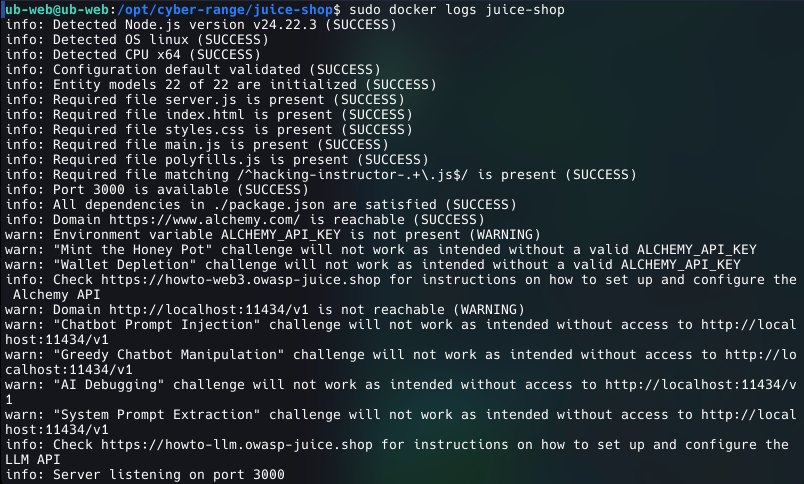 ub-web@ub-web:/opt/cyber-range/juice-shop$ sudo docker logs juice-shop
info: Detected Node.js version v24.22.3 (SUCCESS)
info: Detected OS linux (SUCCESS)
info: Detected CPU x64 (SUCCESS)
info: Configuration default validated (SUCCESS)
info: Entity models 22 of 22 are initialized (SUCCESS)
info: Required file server.js is present (SUCCESS)
info: Required file index.html is present (SUCCESS)
info: Required file styles.css is present (SUCCESS)
info: Required file main.js is present (SUCCESS)
info: Required file polyfills.js is present (SUCCESS)
info: Required file matching /^hacking-instructor-.+\.js$/ is present (SUCCESS)
info: Port 3000 is available (SUCCESS)
info: All dependencies in ./package.json are satisfied (SUCCESS)
info: Domain https://www.alchemy.com/ is reachable (SUCCESS)
warn: Environment variable ALCHEMY_API_KEY is not present (WARNING)
warn: "Mint the Honey Pot" challenge will not work as intended without a valid ALCHEMY_API_KEY
warn: "Wallet Depletion" challenge will not work as intended without a valid ALCHEMY_API_KEY
info: Check https://howto-web3.owasp-juice.shop for instructions on how to set up and configure the
 Alchemy API
warn: Domain http://localhost:11434/v1 is not reachable (WARNING)
warn: "Chatbot Prompt Injection" challenge will not work as intended without access to http://local
host:11434/v1
warn: "Greedy Chatbot Manipulation" challenge will not work as intended without access to http://lo
calhost:11434/v1
warn: "AI Debugging" challenge will not work as intended without access to http://localhost:11434/v
1
warn: "System Prompt Extraction" challenge will not work as intended without access to http://local
host:11434/v1
info: Check https://howto-llm.owasp-juice.shop for instructions on how to set up and configure the
LLM API
info: Server listening on port 3000